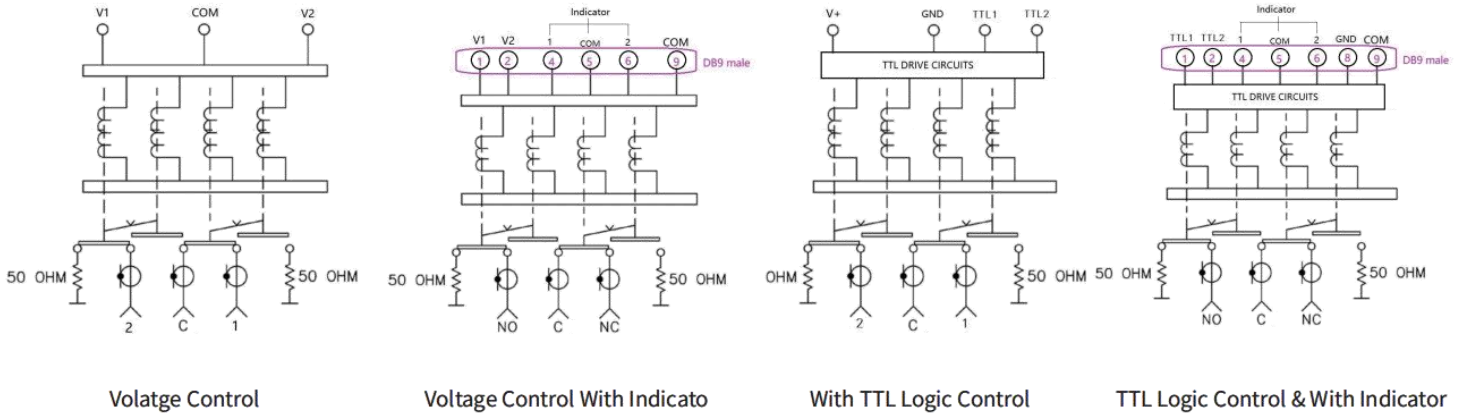 V1 COM V2
50 OHM 50 OHM
2 C 1
Volatge Control
Indicator
V1 V2 1 COM 2 COM
1 2 4 5 6 9 DB9 male
50 OHM 50 OHM
NO C NC
Voltage Control With Indicato
V+ GND TTL1 TTL2
TTL DRIVE CIRCUITS
50 OHM 50 OHM
2 C 1
With TTL Logic Control
Indicator
TTL1 TTL2 1 COM 2 GND COM
1 2 4 5 6 8 9 DB9 male
TTL DRIVE CIRCUITS
50 OHM 50 OHM
NO C NC
TTL Logic Control & With Indicator